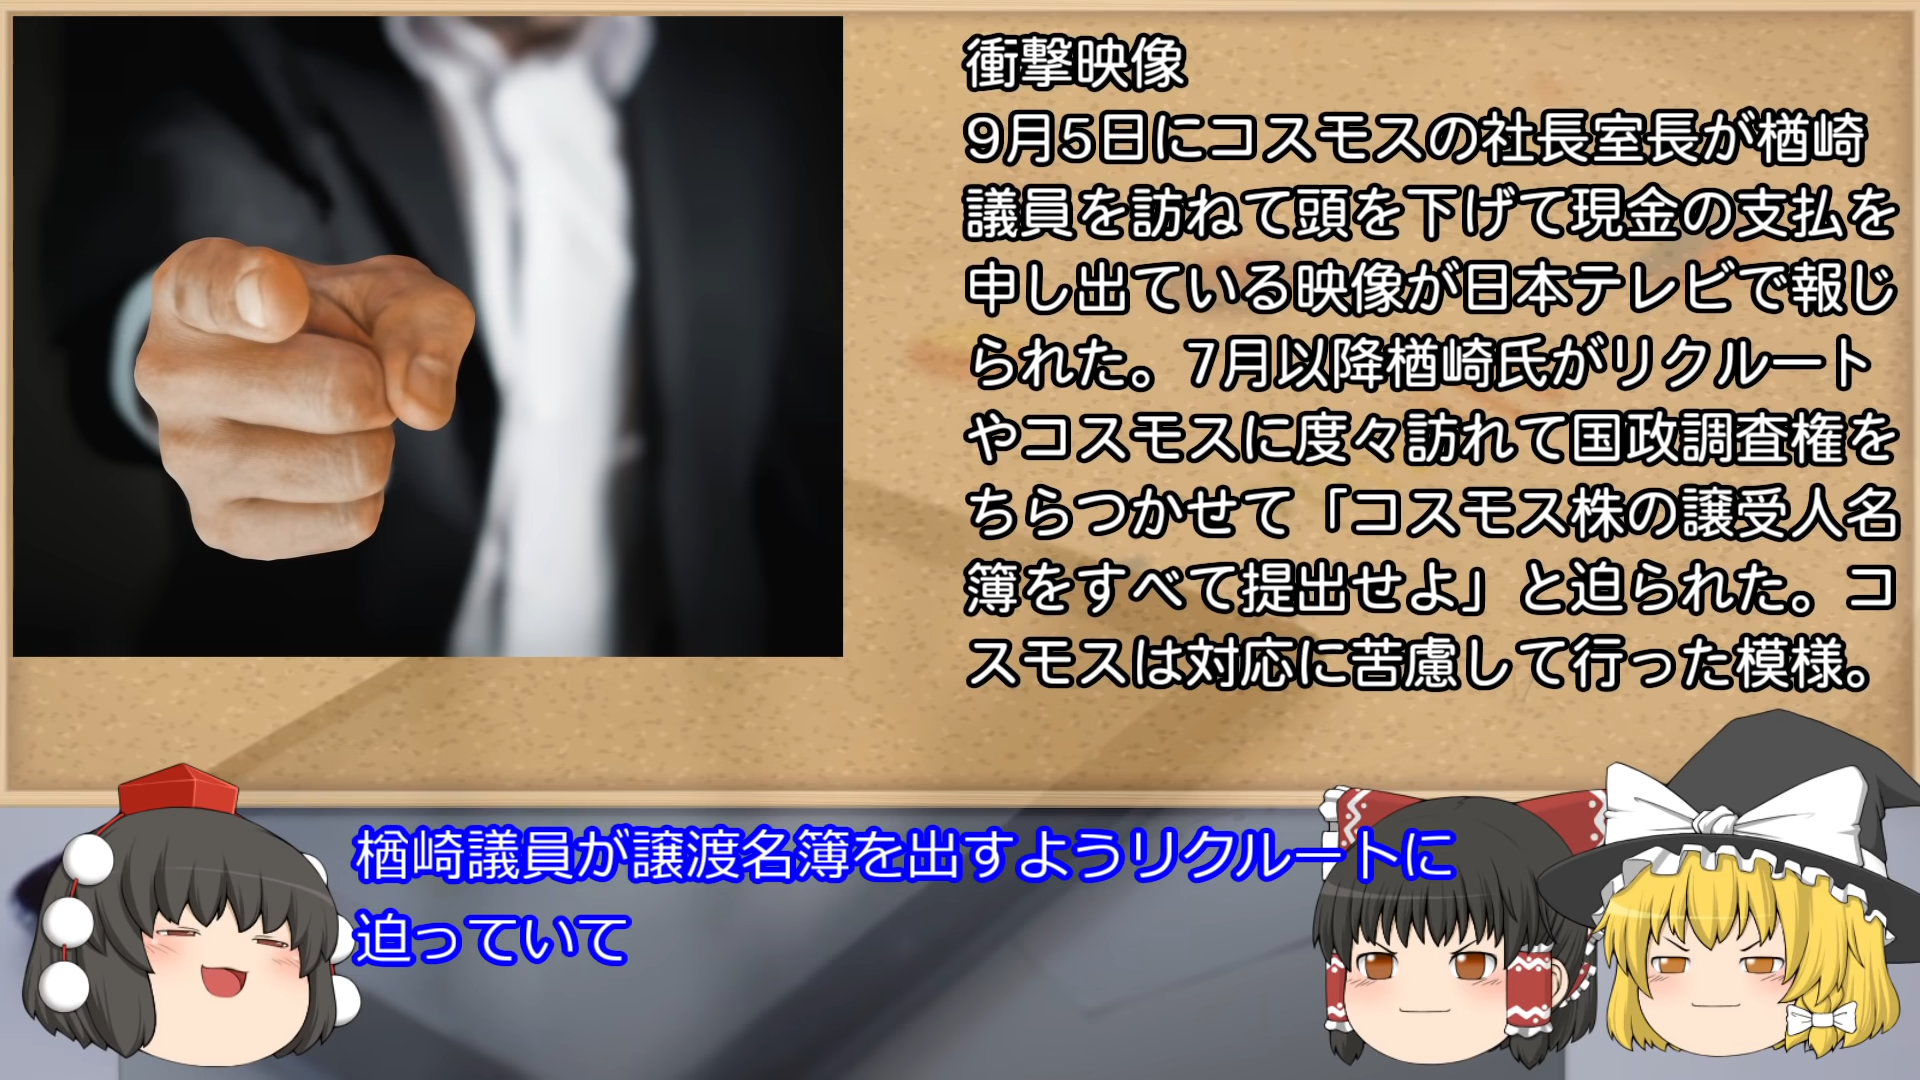 衝撃映像
9月5日にコスモスの社長室長が楢崎
議員を訪ねて頭を下げて現金の支払を
申し出ている映像が日本テレビで報じ
られた。7月以降楢崎氏がリクルート
やコスモスに度々訪れて国政調査権を
ちらつかせて「コスモス株の譲受人名
簿をすべて提出せよ」と迫られた。コ
スモスは対応に苦慮して行った模様。
楢崎議員が譲渡名簿を出すようリクルートに
迫っていて